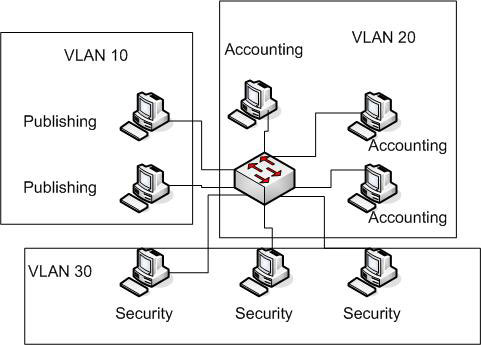 VLAN 10
VLAN 20
Accounting
Publishing
Accounting
Publishing
Accounting
VLAN 30
Security
Security
Security